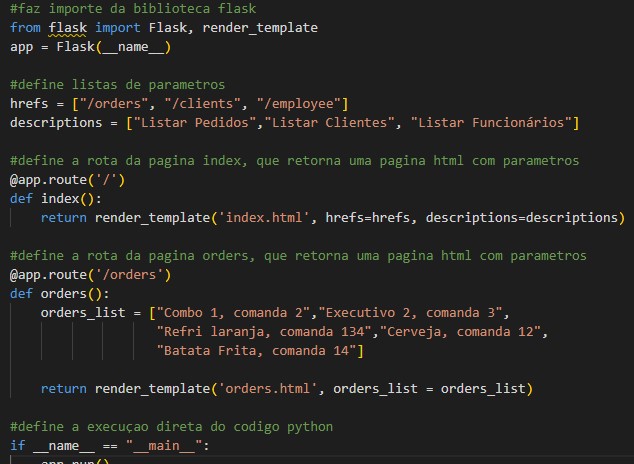 #faz importe da biblioteca flask
from flask import Flask, render_template
app = Flask(__name__)
#define listas de parametros
hrefs = ["/orders", "/clients", "/employee"]
descriptions = ["Listar Pedidos","Listar Clientes", "Listar Funcionários"]
#define a rota da pagina index, que retorna uma pagina html com parametros
@app.route('/')
def index():
    return render_template('index.html', hrefs=hrefs, descriptions=descriptions)
#define a rota da pagina orders, que retorna uma pagina html com parametros
@app.route('/orders')
def orders():
    orders_list = ["Combo 1, comanda 2","Executivo 2, comanda 3",
                   "Refri laranja, comanda 134","Cerveja, comanda 12",
                   "Batata Frita, comanda 14"]
    return render_template('orders.html', orders_list = orders_list)
#define a execuçao direta do codigo python
if __name__ == "__main__":
    app.run()